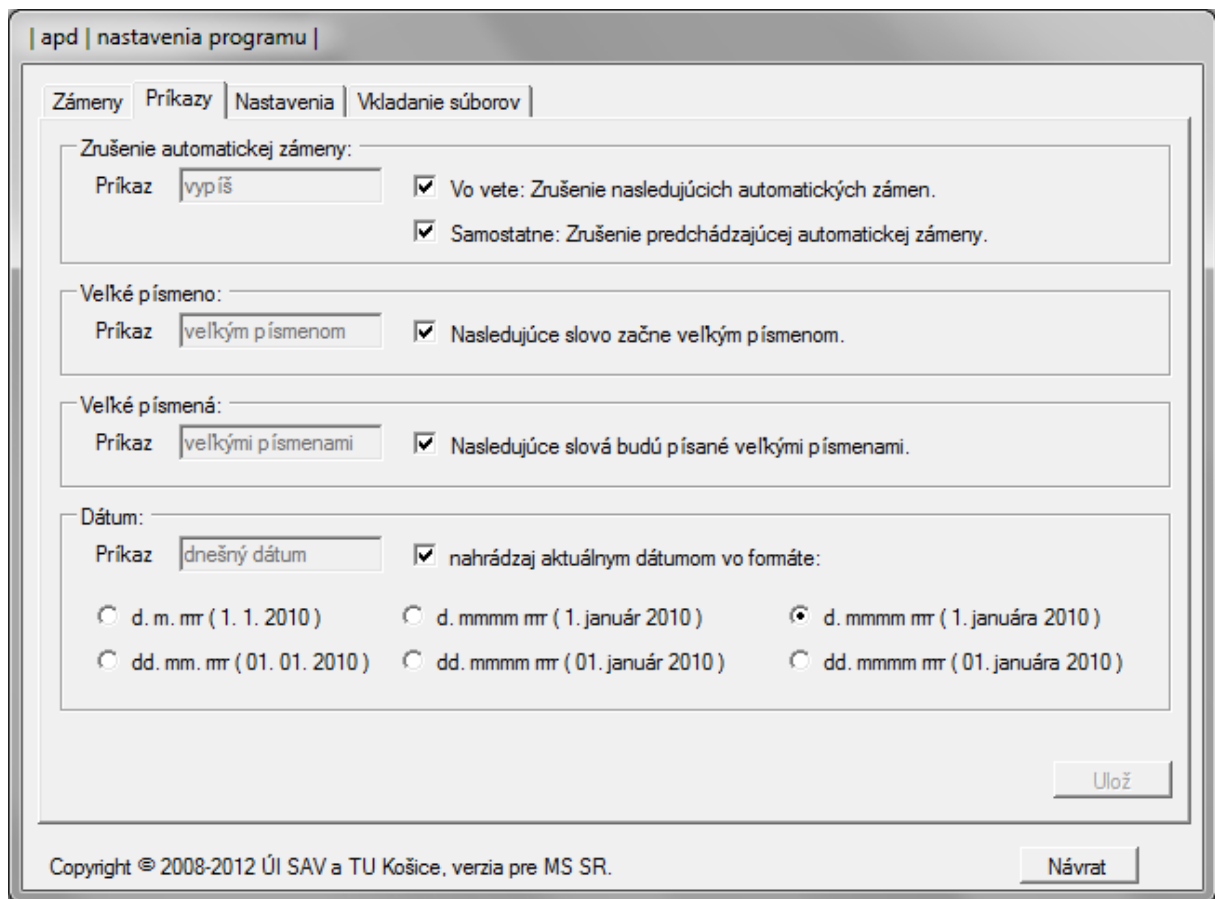 | apd | nastavenia programu |
Zámeny Príkazy Nastavenia Vkladanie súborov
Zrušenie automatickej zámeny:
Príkaz vypíš Vo vete: Zrušenie nasledujúcich automatických zámen.
Samostatne: Zrušenie predchádzajúcej automatickej zámeny.
Veľké písmeno:
Príkaz veľkým písmenom Nasledujúce slovo začne veľkým písmenom.
Veľké písmená:
Príkaz veľkými písmenami Nasledujúce slová budú písané veľkými písmenami.
Dátum:
Príkaz dnešný dátum nahrádzaj aktuálnym dátumom vo formáte:
d. m. rrrr ( 1. 1. 2010 ) d. mmmm rrrr ( 1. január 2010 ) d. mmmm rrrr ( 1. januára 2010 )
dd. mm. rrrr ( 01. 01. 2010 ) dd. mmmm rrrr ( 01. január 2010 ) dd. mmmm rrrr ( 01. januára 2010 )
Ulož
Copyright © 2008-2012 ÚI SAV a TU Košice, verzia pre MS SR.
Návrat